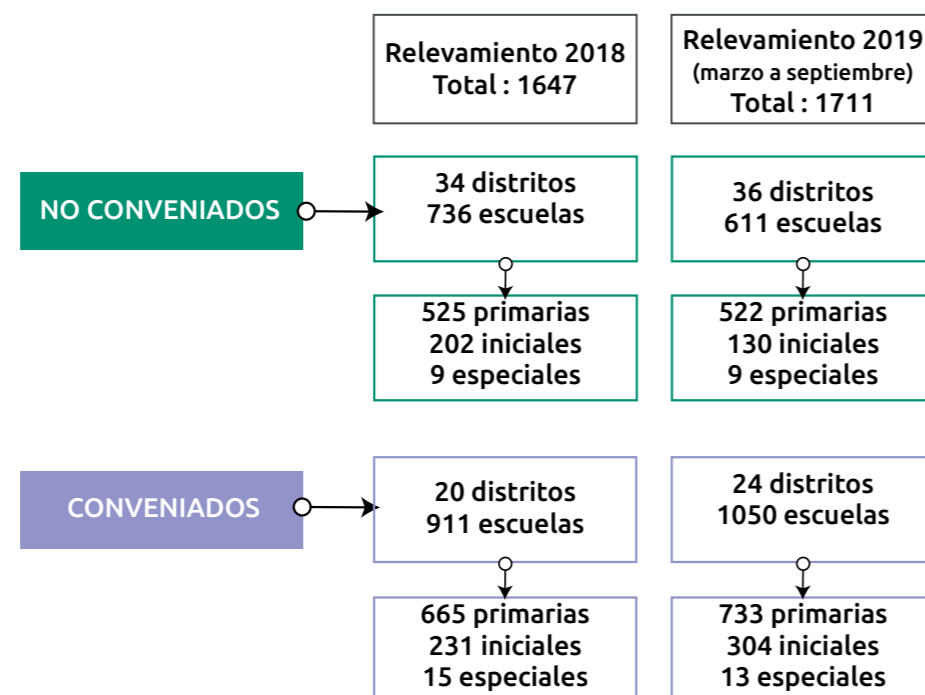 Relevamiento 2018
Total : 1647
Relevamiento 2019
(marzo a septiembre)
Total : 1711
NO CONVENIADOS
34 distritos
736 escuelas
36 distritos
611 escuelas
525 primarias
202 iniciales
9 especiales
522 primarias
130 iniciales
9 especiales
CONVENIADOS
20 distritos
911 escuelas
24 distritos
1050 escuelas
665 primarias
231 iniciales
15 especiales
733 primarias
304 iniciales
13 especiales